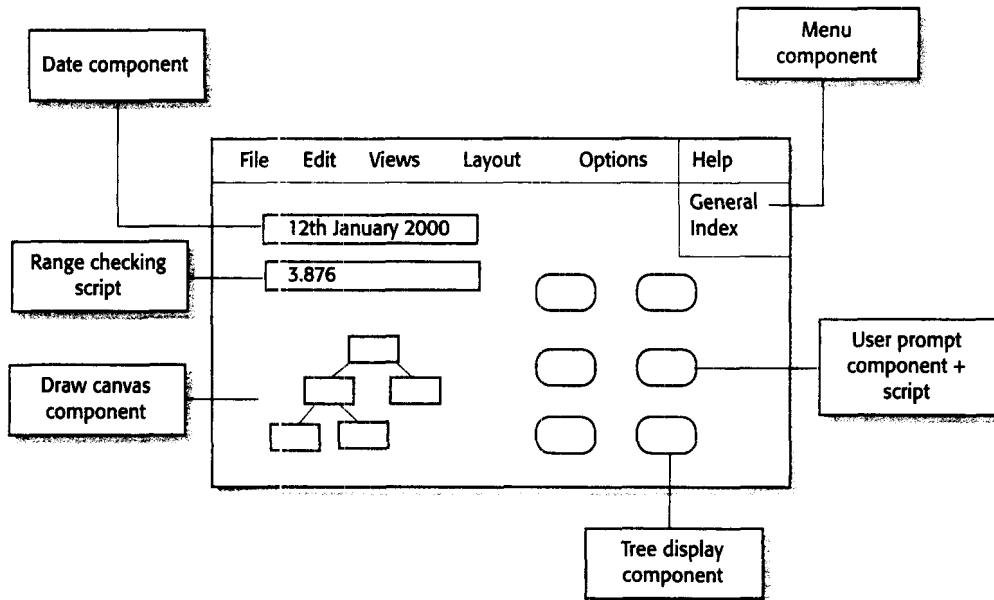 Menu
component
Date component
File Edit Views Layout Options Help
General
Index
12th January 2000
Range checking
script
3.876
User prompt
component +
script
Draw canvas
component
Tree display
component